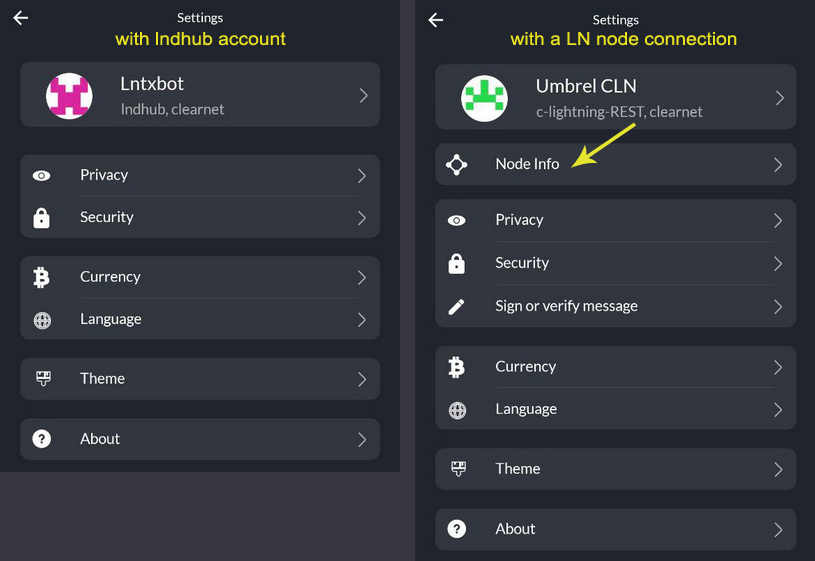 Settings
with lndhub account
Lntxbot
lndhub, clearnet
Privacy
Security
Currency
Language
Theme
About
Settings
with a LN node connection
Umbrel CLN
c-lightning-REST, clearnet
Node Info
Privacy
Security
Sign or verify message
Currency
Language
Theme
About